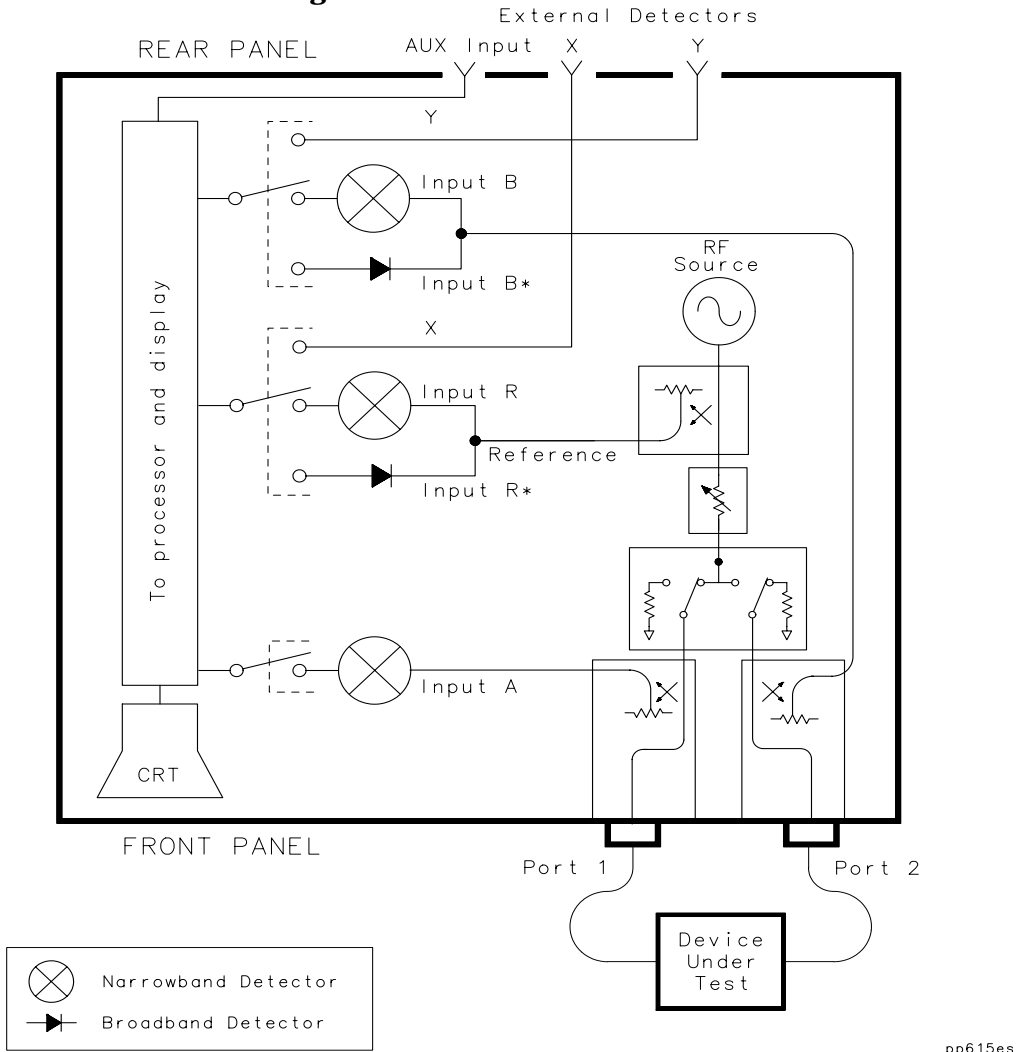 External Detectors
REAR PANEL
AUX Input
X
Y
Y
Input B
Input B*
RF
Source
X
Input R
Reference
Input R*
To processor and display
Input A
CRT
FRONT PANEL
Port 1
Port 2
Device
Under
Test
Narrowband Detector
Broadband Detector
pp615es